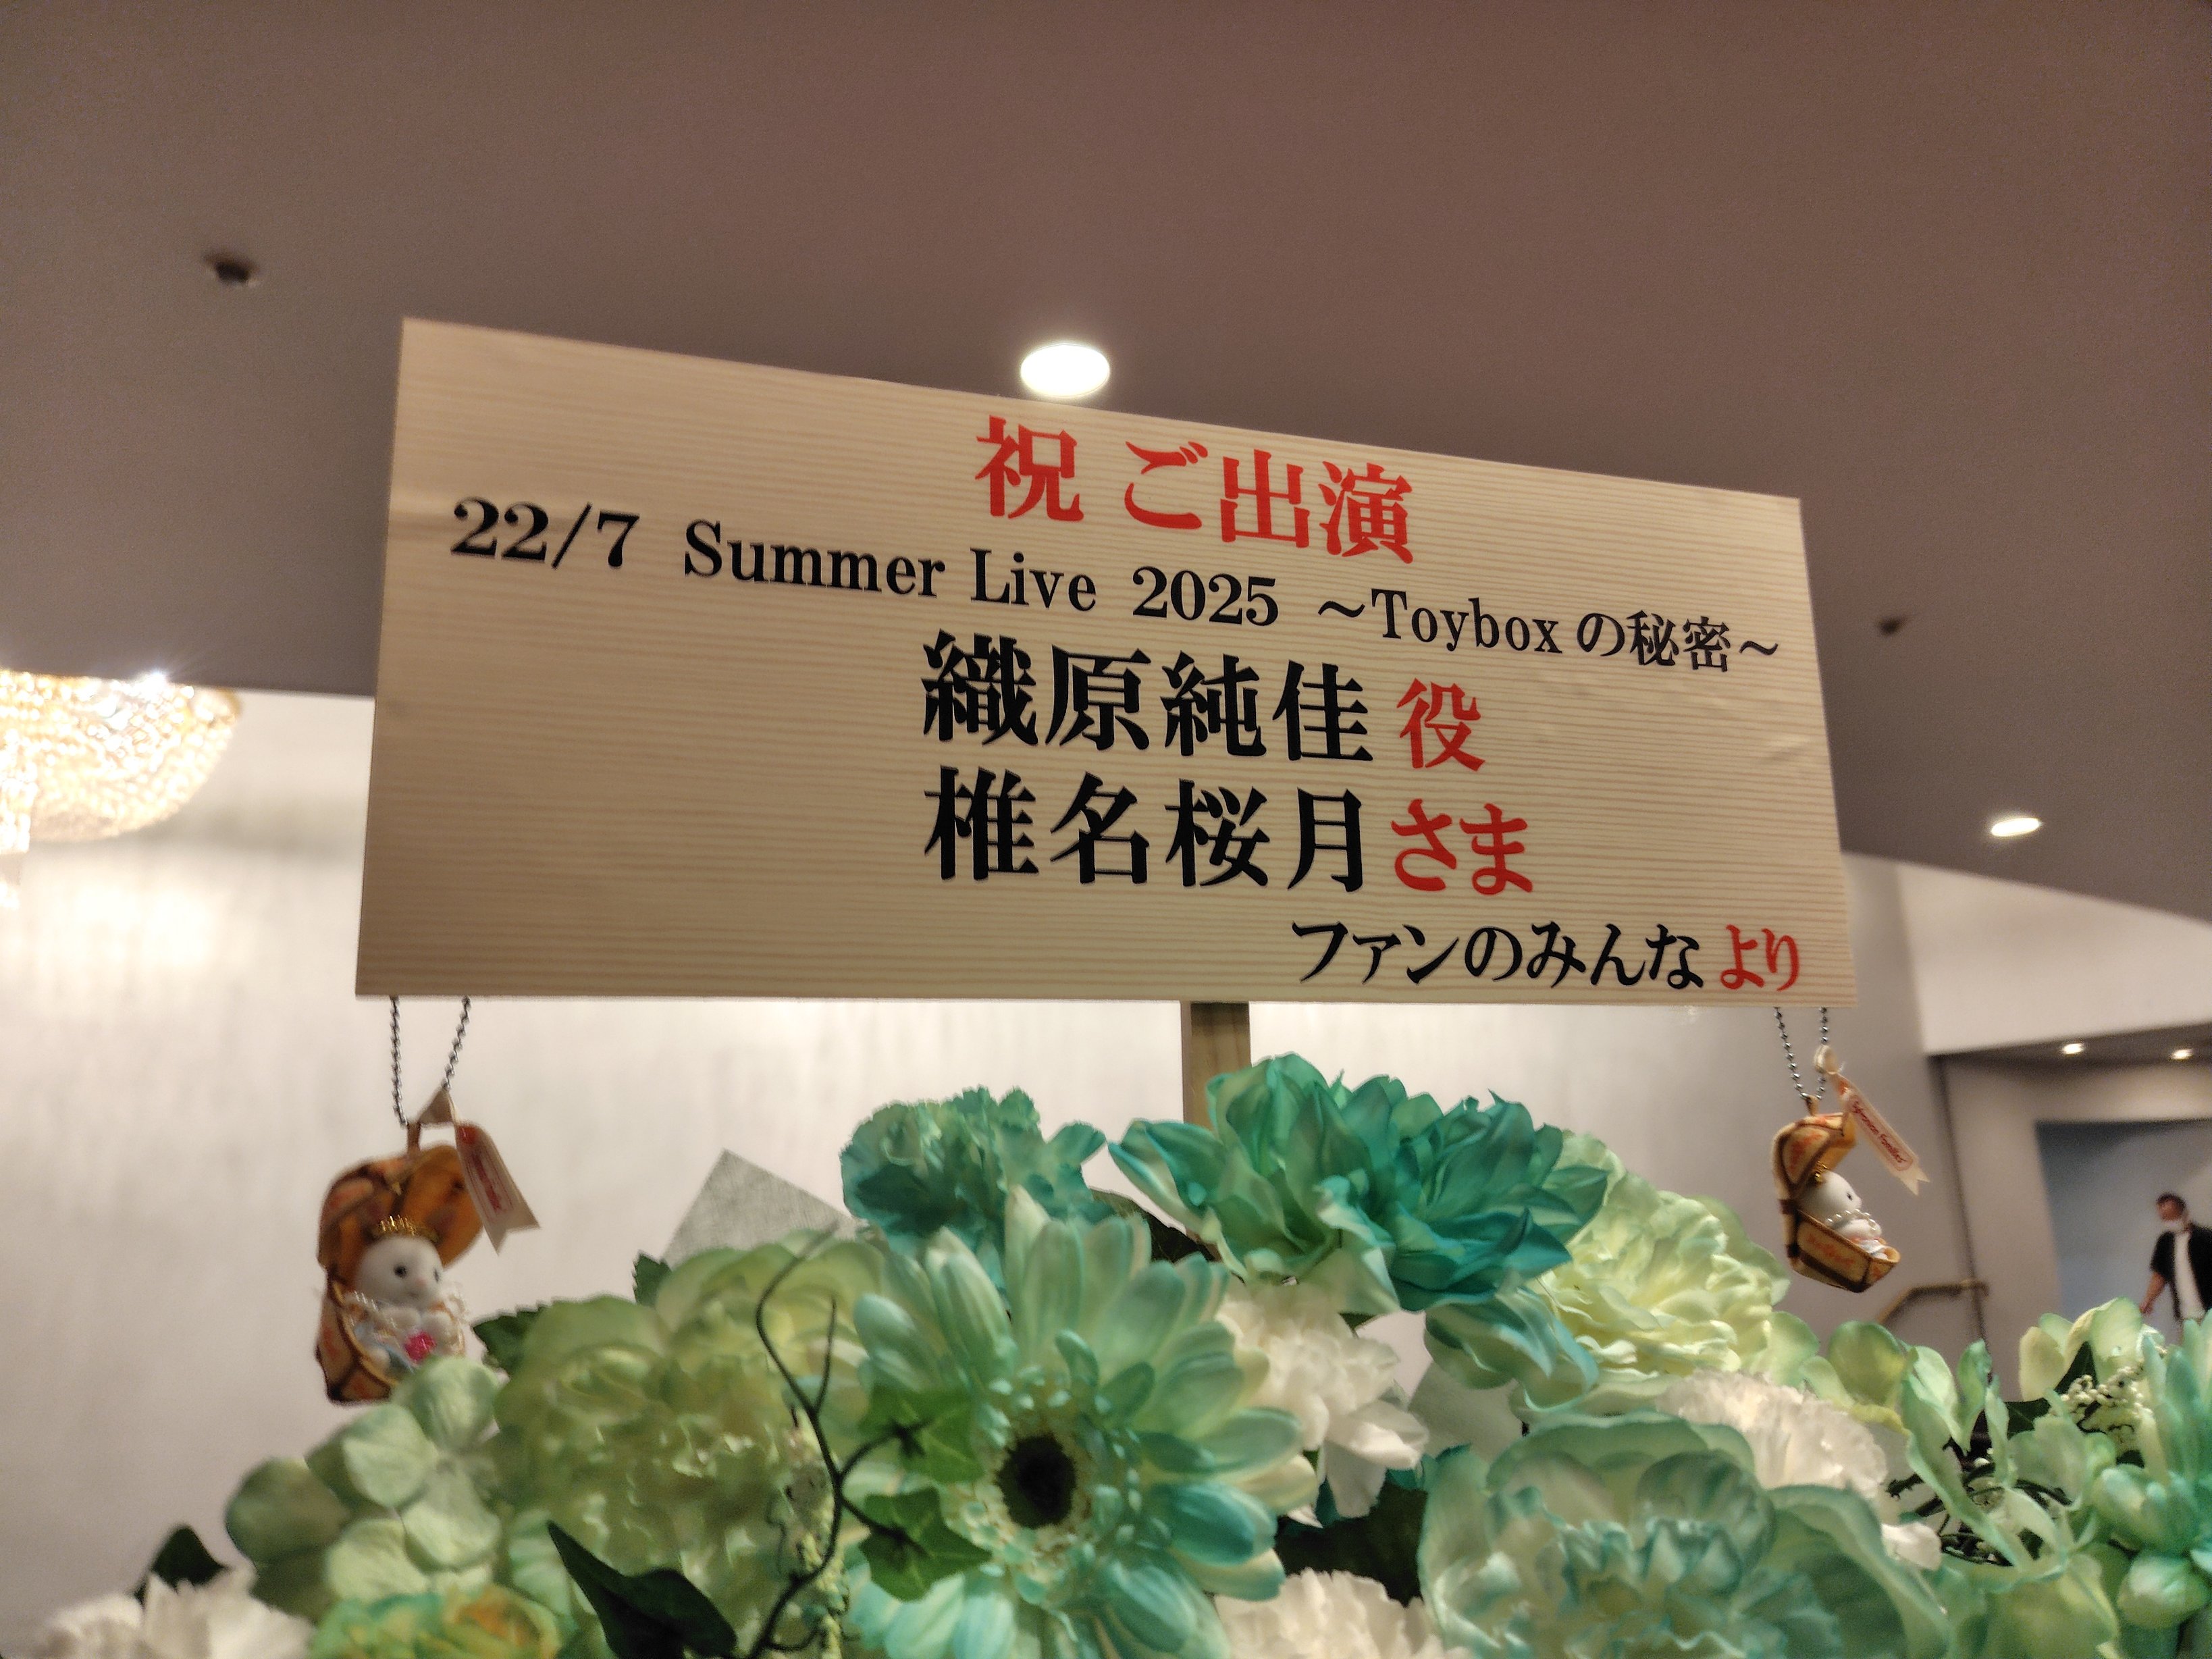 祝 ご出演
22/7 Summer Live 2025 ～Toyboxの秘密～
織原純佳 役
椎名桜月 さま
ファンのみんな より
Sylvanian Families